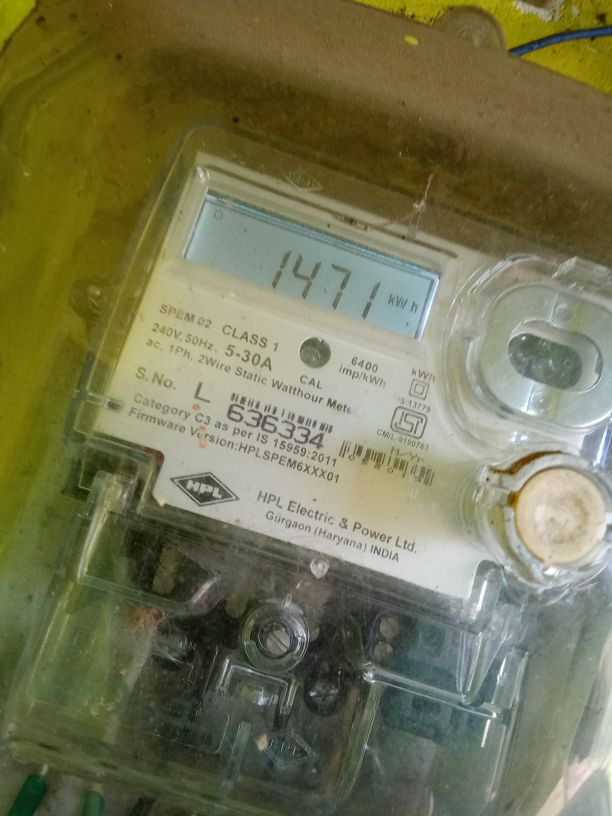 1471 kWh
SPEM 02 CLASS 1
240V, 50Hz, 5-30A
ac. 1Ph. 2Wire Static Watthour Meter
CAL
6400 kWh
imp/kWh
IS:13779
S. No. L 636334
Category C3 as per IS 15959:2011
Firmware Version:HPLSPEM6XXX01
HPL
HPL Electric & Power Ltd.
Gurgaon (Haryana) INDIA